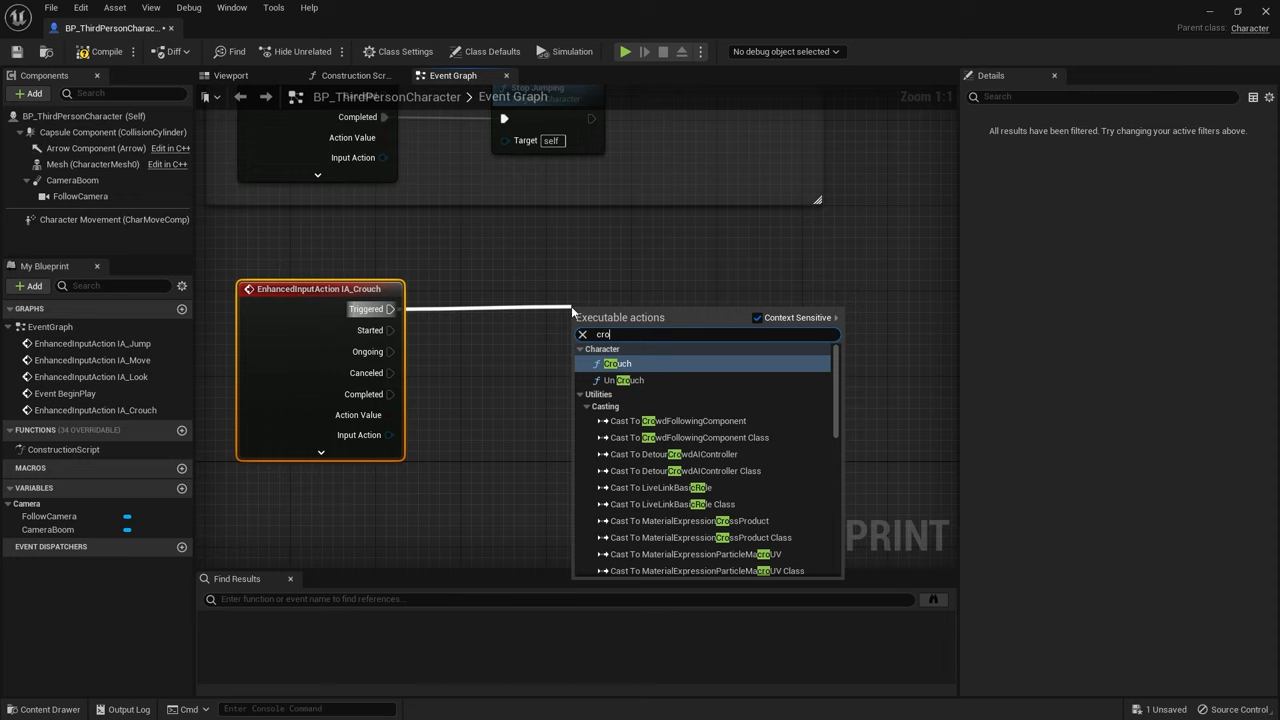 File Edit Asset View Debug Window Tools Help
BP_ThirdPersonCharac...
Parent class: Character
Compile Diff Find Hide Unrelated Class Settings Class Defaults Simulation No debug object selected
Components Viewport Construction Scr... Event Graph Details
Add Search
BP_ThirdPersonCharacter > Event Graph Zoom 1:1
Search
BP_ThirdPersonCharacter (Self)
Capsule Component (CollisionCylinder)
Arrow Component (Arrow) Edit in C++
Mesh (CharacterMesh0) Edit in C++
CameraBoom
FollowCamera
Character Movement (CharMoveComp)
All results have been filtered. Try changing your active filters above.
Stop Jumping
Completed
Action Value
Input Action
Target self
My Blueprint
Add Search
GRAPHS
EventGraph
EnhancedInputAction IA_Jump
EnhancedInputAction IA_Move
EnhancedInputAction IA_Look
Event BeginPlay
EnhancedInputAction IA_Crouch
FUNCTIONS (34 OVERRIDABLE)
ConstructionScript
MACROS
VARIABLES
Camera
FollowCamera
CameraBoom
EVENT DISPATCHERS
EnhancedInputAction IA_Crouch
Triggered
Started
Ongoing
Canceled
Completed
Action Value
Input Action
Executable actions Context Sensitive
cro
Character
Crouch
Un Crouch
Utilities
Casting
Cast To CrowdFollowingComponent
Cast To CrowdFollowingComponent Class
Cast To DetourCrowdAIController
Cast To DetourCrowdAIController Class
Cast To LiveLinkBasicRole
Cast To LiveLinkBasicRole Class
Cast To MaterialExpressionCrossProduct
Cast To MaterialExpressionCrossProduct Class
Cast To MaterialExpressionParticleMacroUV
Cast To MaterialExpressionParticleMacroUV Class
Find Results
Enter function or event name to find references...
Content Drawer Output Log Cmd Enter Console Command 1 Unsaved Source Control